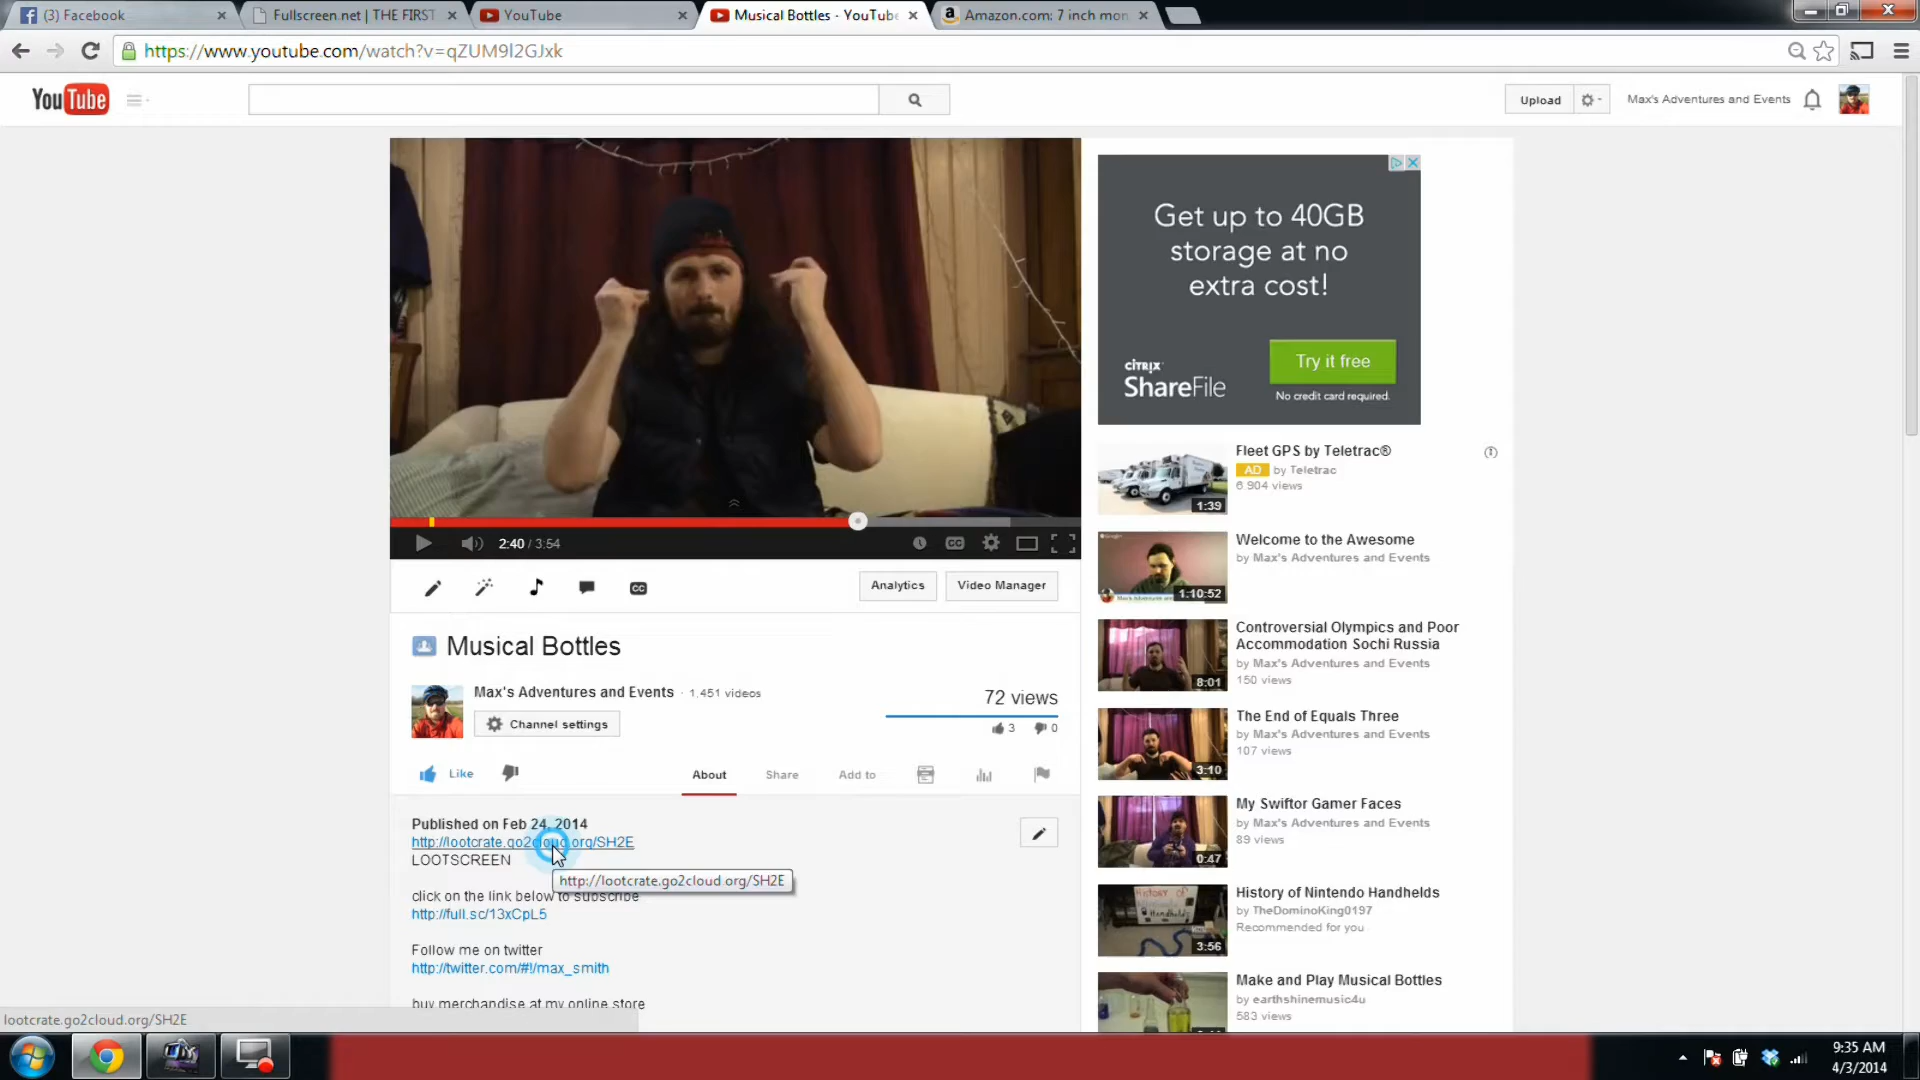 (3) Facebook
Fullscreen.net | THE FIRST
YouTube
Musical Bottles - YouTube
Amazon.com: 7 inch mon
https://www.youtube.com/watch?v=qZUM9l2GJxk
YouTube
Upload
Max's Adventures and Events
Get up to 40GB
storage at no
extra cost!
Try it free
CITRIX
ShareFile
No credit card required.
2:40 / 3:54
CC
CC
Analytics
Video Manager
Musical Bottles
Max's Adventures and Events · 1,451 videos
Channel settings
72 views
3
0
Like
About
Share
Add to
Published on Feb 24, 2014
http://lootcrate.go2cloud.org/SH2E
LOOTSCREEN
http://lootcrate.go2cloud.org/SH2E
click on the link below to subscribe
http://full.sc/13xCpL5
Follow me on twitter
http://twitter.com/#!/max_smith
buy merchandise at my online store
Fleet GPS by Teletrac®
AD by Teletrac
6 904 views
1:39
Welcome to the Awesome
by Max's Adventures and Events
1:10:52
Controversial Olympics and Poor
Accommodation Sochi Russia
by Max's Adventures and Events
150 views
8:01
The End of Equals Three
by Max's Adventures and Events
107 views
3:10
My Swiftor Gamer Faces
by Max's Adventures and Events
89 views
0:47
History of Nintendo Handhelds
by TheDominoKing0197
Recommended for you
3:56
Make and Play Musical Bottles
by earthshinemusic4u
583 views
lootcrate.go2cloud.org/SH2E
9:35 AM
4/3/2014